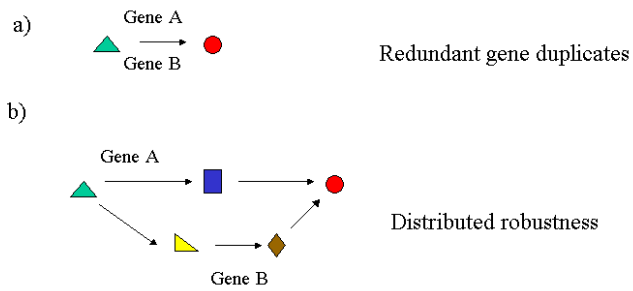 a)
Gene A
Gene B
Redundant gene duplicates
b)
Gene A
Gene B
Distributed robustness